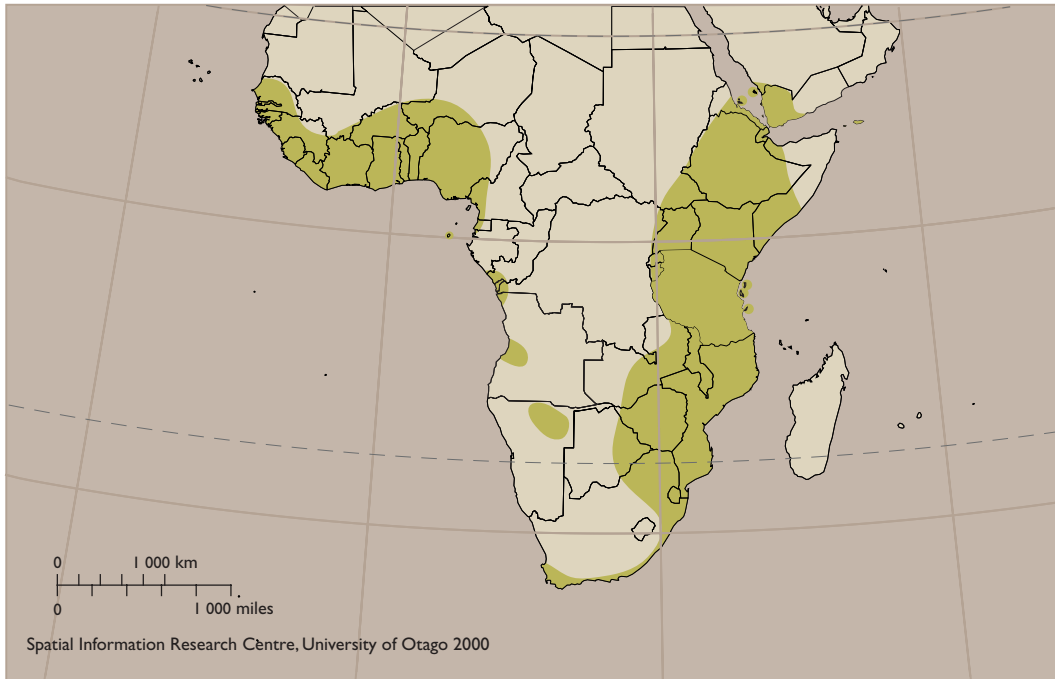 0 1 000 km
0 1 000 miles
Spatial Information Research Centre, University of Otago 2000